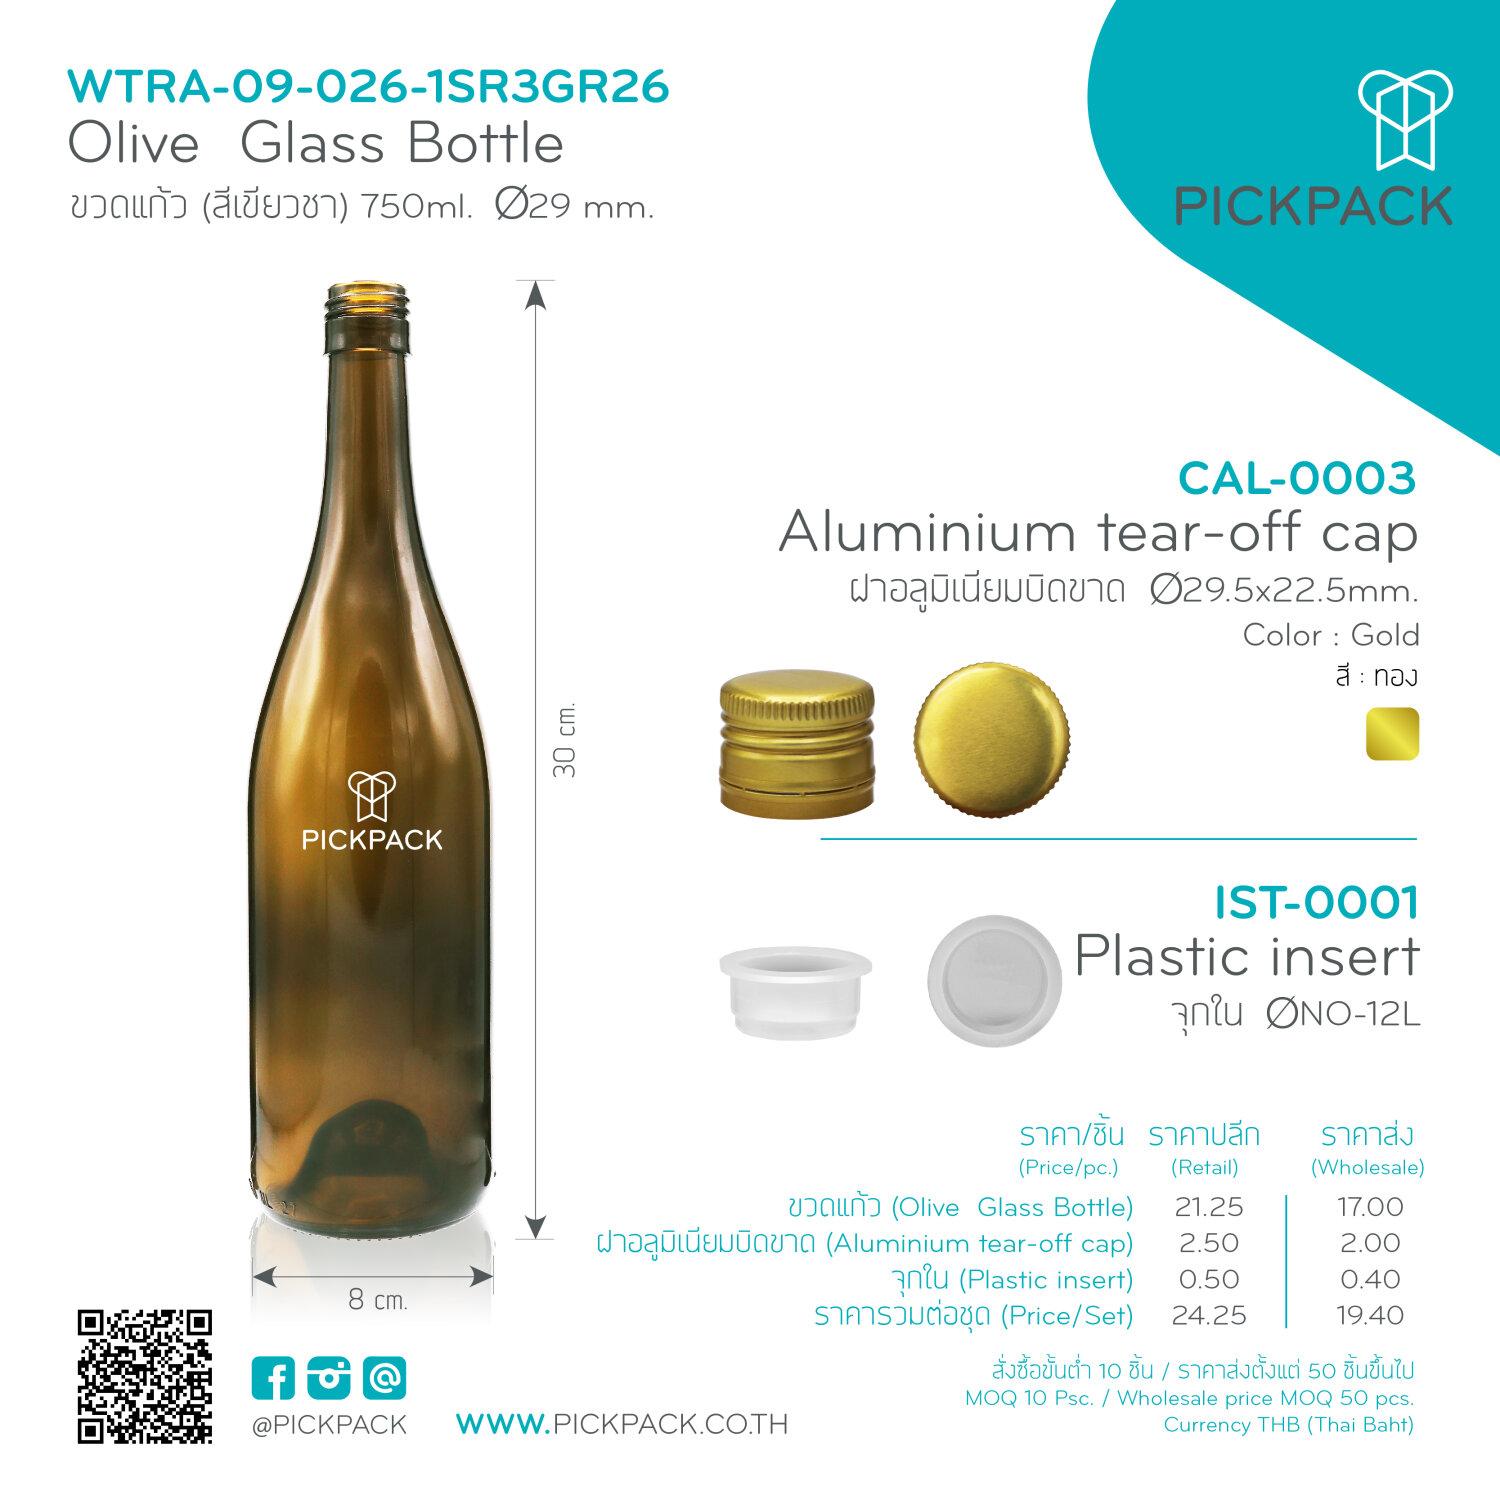 WTRA-09-026-1SR3GR26
Olive Glass Bottle
ขวดแก้ว (สีเขียวชา) 750ml. Ø29 mm.
PICKPACK
CAL-0003
Aluminium tear-off cap
ฝาอลูมิเนียมบิดขาด Ø29.5x22.5mm.
Color : Gold
สี : ทอง
30 cm.
PICKPACK
IST-0001
Plastic insert
จุกใน ØNO-12L
ราคา/ชิ้น ราคาปลีก ราคาส่ง
(Price/pc.) (Retail) (Wholesale)
ขวดแก้ว (Olive Glass Bottle) 21.25 17.00
ฝาอลูมิเนียมบิดขาด (Aluminium tear-off cap) 2.50 2.00
จุกใน (Plastic insert) 0.50 0.40
ราคารวมต่อชุด (Price/Set) 24.25 19.40
8 cm.
สั่งซื้อขั้นต่ำ 10 ชิ้น / ราคาส่งตั้งแต่ 50 ชิ้นขึ้นไป
MOQ 10 Psc. / Wholesale price MOQ 50 pcs.
Currency THB (Thai Baht)
@PICKPACK
WWW.PICKPACK.CO.TH